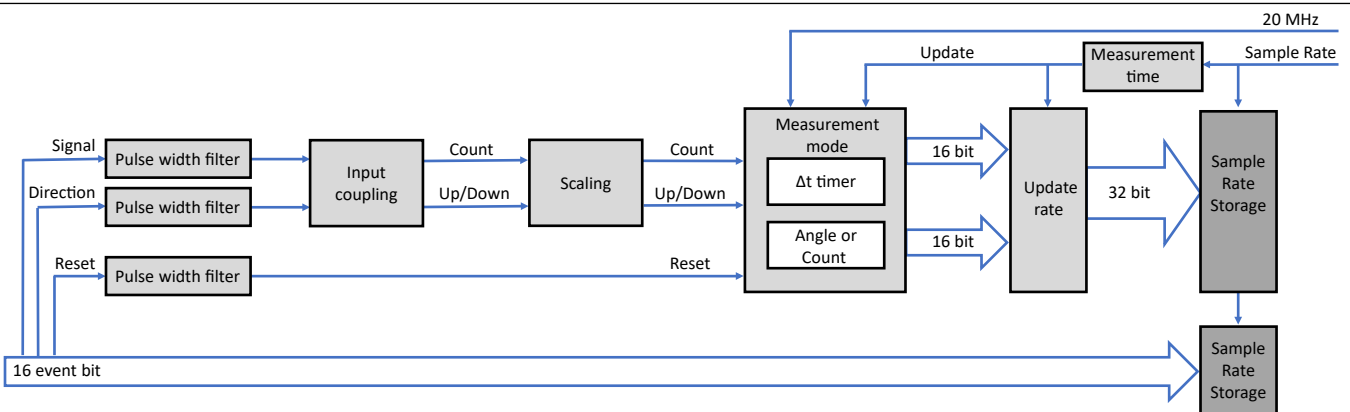 20 MHz
Update
Measurement
time
Sample Rate
Signal
Pulse width filter
Direction
Pulse width filter
Reset
Pulse width filter
Input
coupling
Count
Up/Down
Scaling
Count
Up/Down
Reset
Measurement
mode
Δt timer
Angle or
Count
16 bit
16 bit
Update
rate
32 bit
Sample
Rate
Storage
16 event bit
Sample
Rate
Storage